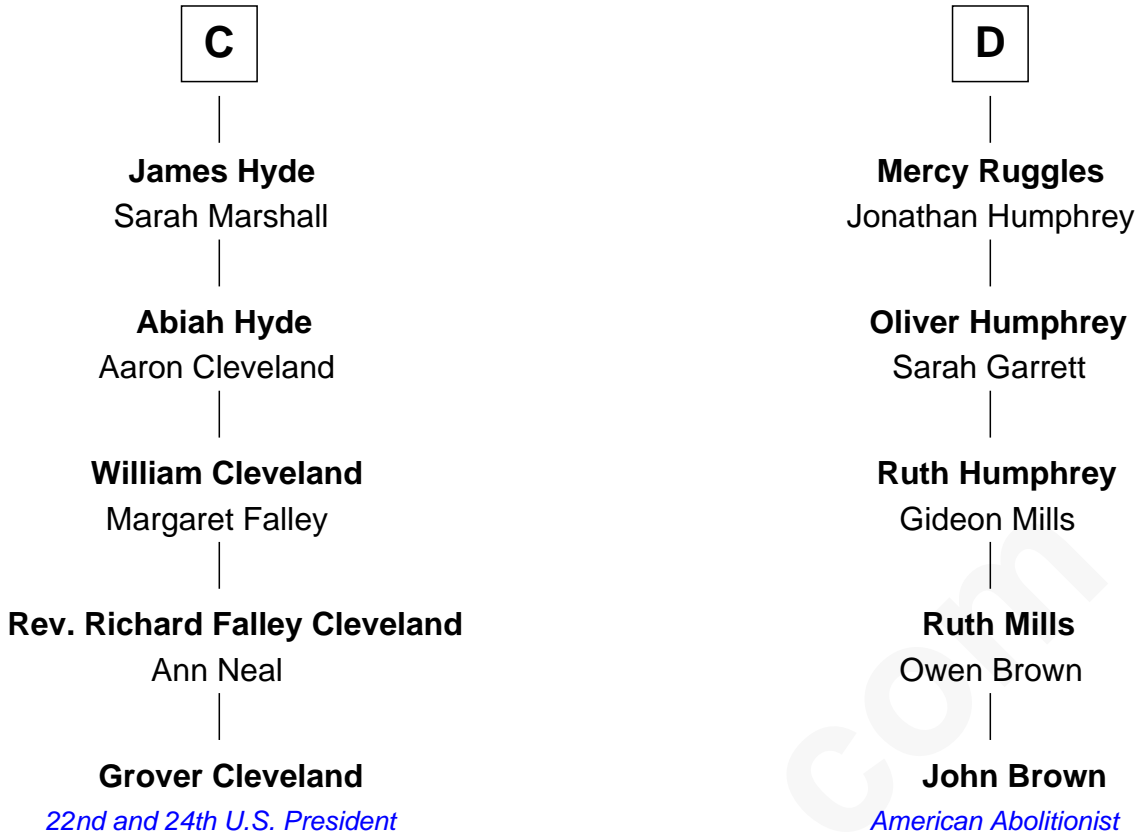 C
James Hyde
Sarah Marshall
Abiah Hyde
Aaron Cleveland
William Cleveland
Margaret Falley
Rev. Richard Falley Cleveland
Ann Neal
Grover Cleveland
22nd and 24th U.S. President
D
Mercy Ruggles
Jonathan Humphrey
Oliver Humphrey
Sarah Garrett
Ruth Humphrey
Gideon Mills
Ruth Mills
Owen Brown
John Brown
American Abolitionist
com